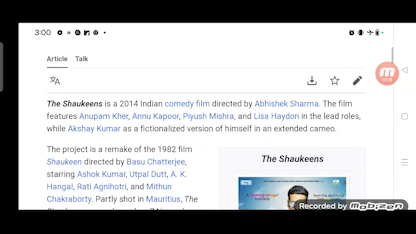 3:00
Article Talk
The Shaukeens is a 2014 Indian comedy film directed by Abhishek Sharma. The film
features Anupam Kher, Annu Kapoor, Piyush Mishra, and Lisa Haydon in the lead roles,
while Akshay Kumar as a fictionalized version of himself in an extended cameo.
The project is a remake of the 1982 film
Shaukeen directed by Basu Chatterjee,
starring Ashok Kumar, Utpal Dutt, A. K.
Hangal, Rati Agnihotri, and Mithun
Chakraborty. Partly shot in Mauritius, The
The Shaukeens
Recorded by MOBIZEN